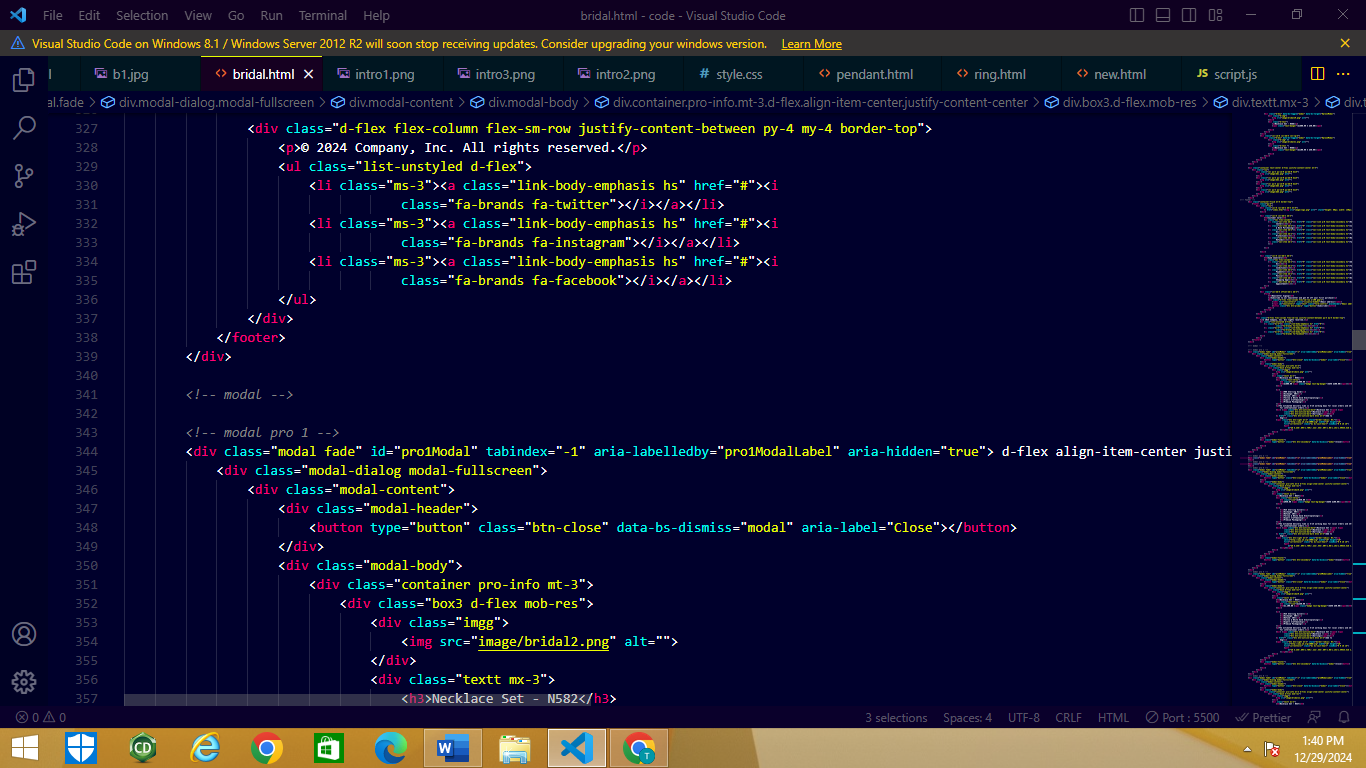 File Edit Selection View Go Run Terminal Help bridal.html - code - Visual Studio Code
Visual Studio Code on Windows 8.1 / Windows Server 2012 R2 will soon stop receiving updates. Consider upgrading your windows version. Learn More
b1.jpg bridal.html intro1.png intro3.png intro2.png # style.css pendant.html ring.html new.html JS script.js
al.fade > div.modal-dialog.modal-fullscreen > div.modal-content > div.modal-body > div.container.pro-info.mt-3.d-flex.align-item-center.justify-content-center > div.box3.d-flex.mob-res > div.textt.mx-3 >
327 <div class="d-flex flex-column flex-sm-row justify-content-between py-4 my-4 border-top">
328 <p>© 2024 Company, Inc. All rights reserved.</p>
329 <ul class="list-unstyled d-flex">
330 <li class="ms-3"><a class="link-body-emphasis hs" href="#"><i
331 class="fa-brands fa-twitter"></i></a></li>
332 <li class="ms-3"><a class="link-body-emphasis hs" href="#"><i
333 class="fa-brands fa-instagram"></i></a></li>
334 <li class="ms-3"><a class="link-body-emphasis hs" href="#"><i
335 class="fa-brands fa-facebook"></i></a></li>
336 </ul>
337 </div>
338 </footer>
339 </div>
340
341 <!-- modal -->
342
343 <!-- modal pro 1 -->
344 <div class="modal fade" id="pro1Modal" tabindex="-1" aria-labelledby="pro1ModalLabel" aria-hidden="true"> d-flex align-item-center justi
345 <div class="modal-dialog modal-fullscreen">
346 <div class="modal-content">
347 <div class="modal-header">
348 <button type="button" class="btn-close" data-bs-dismiss="modal" aria-label="Close"></button>
349 </div>
350 <div class="modal-body">
351 <div class="container pro-info mt-3">
352 <div class="box3 d-flex mob-res">
353 <div class="imgg">
354 <img src="image/bridal2.png" alt="">
355 </div>
356 <div class="textt mx-3">
357 <h3>Necklace Set - N582</h3>
0 0 3 selections Spaces: 4 UTF-8 CRLF HTML Port : 5500 Prettier
1:40 PM
12/29/2024